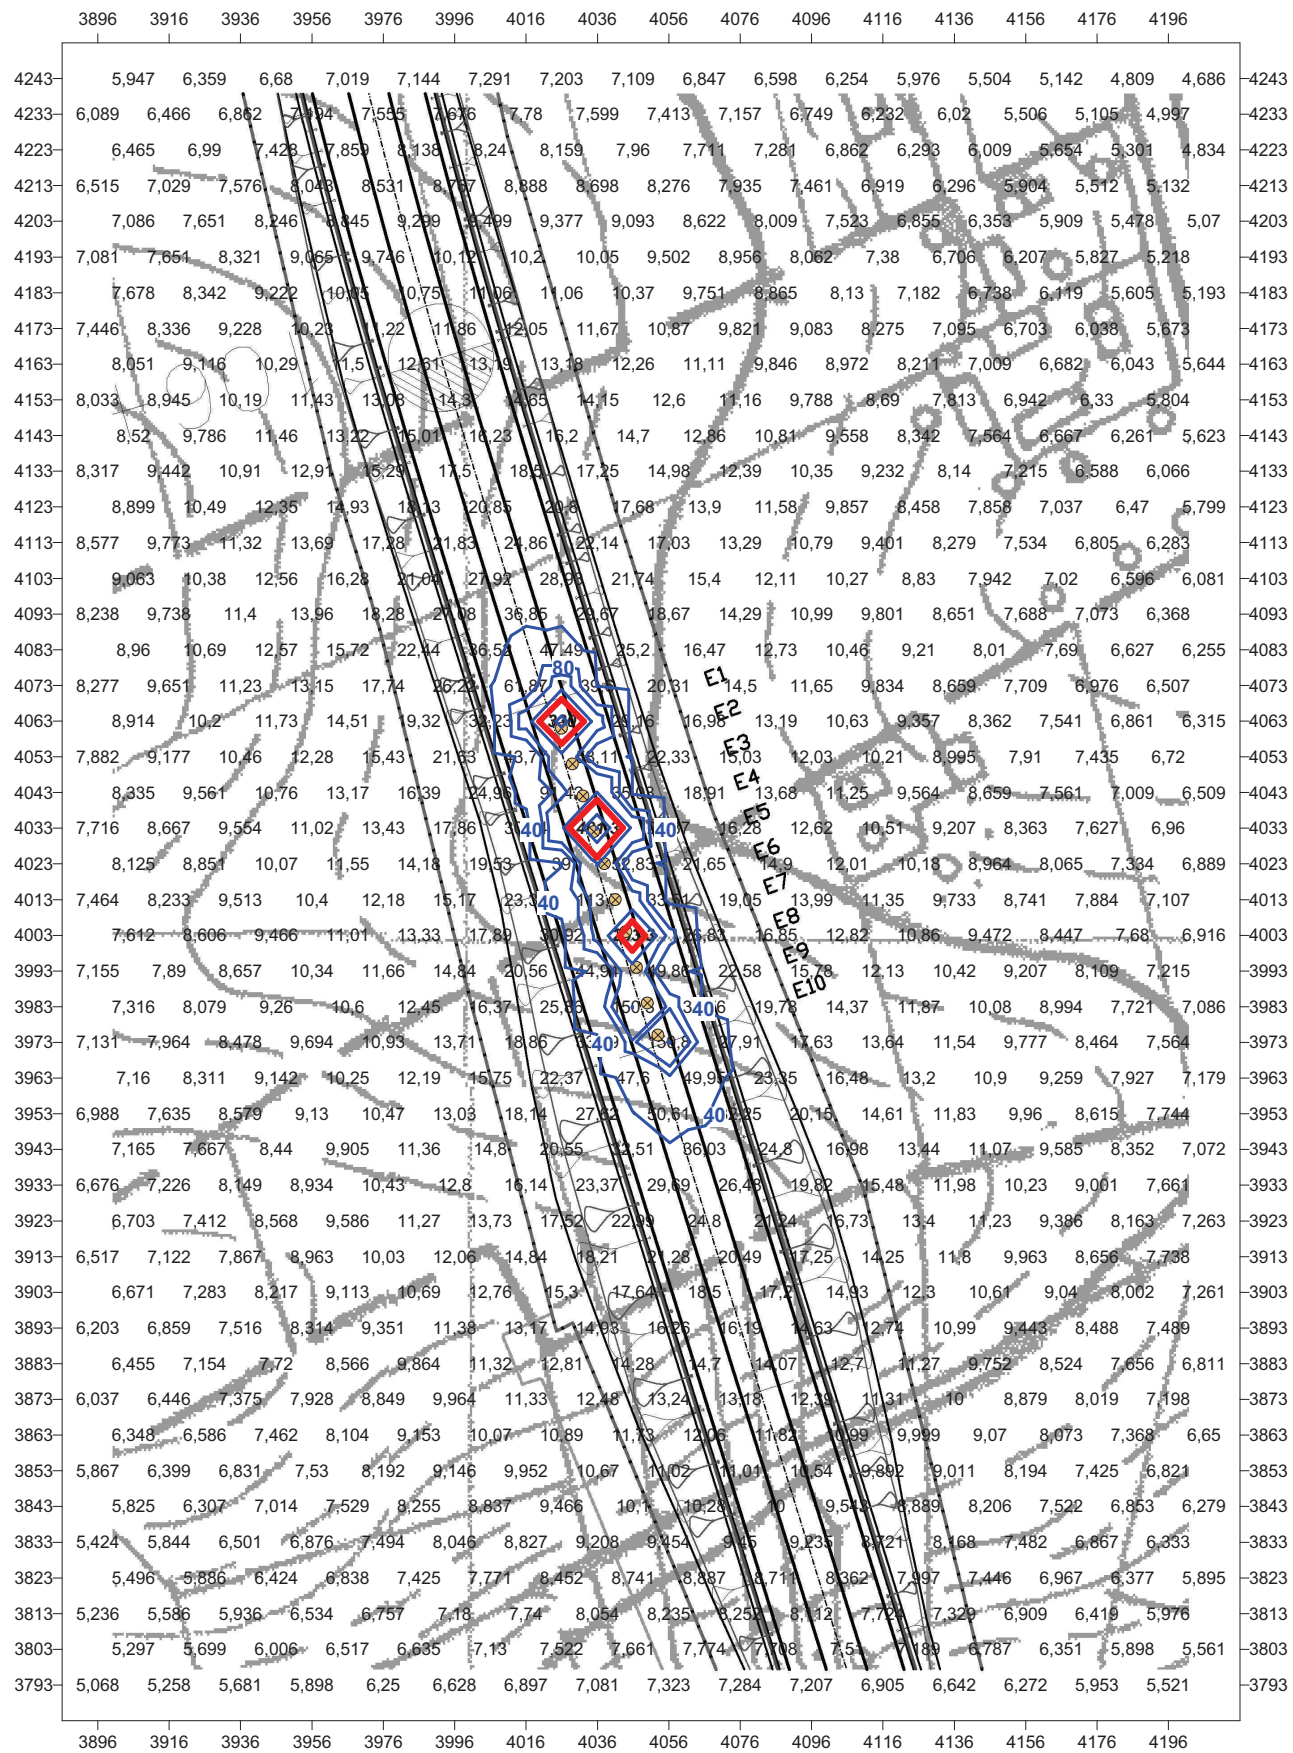 3896 3916 3936 3956 3976 3996 4016 4036 4056 4076 4096 4116 4136 4156 4176 4196
4243 5,947 6,359 6,68 7,019 7,144 7,291 7,203 7,109 6,847 6,598 6,254 5,976 5,504 5,142 4,809 4,686 4243
4233 6,089 6,466 6,862 7,494 7,555 7,676 7,78 7,599 7,413 7,157 6,749 6,232 6,02 5,506 5,105 4,997 4233
4223 6,465 6,99 7,428 7,859 8,138 8,24 8,159 7,96 7,711 7,281 6,862 6,293 6,009 5,654 5,301 4,834 4223
4213 6,515 7,029 7,576 8,043 8,531 8,767 8,888 8,698 8,276 7,935 7,461 6,919 6,296 5,904 5,512 5,132 4213
4203 7,086 7,651 8,246 8,845 9,299 9,499 9,377 9,093 8,622 8,009 7,523 6,855 6,353 5,909 5,478 5,07 4203
4193 7,081 7,651 8,321 9,065 9,746 10,12 10,2 10,05 9,502 8,956 8,062 7,38 6,706 6,207 5,827 5,218 4193
4183 7,678 8,342 9,222 10,05 10,75 11,06 11,06 10,37 9,751 8,865 8,13 7,182 6,738 6,119 5,605 5,193 4183
4173 7,446 8,336 9,228 10,23 11,22 11,86 12,05 11,67 10,87 9,821 9,083 8,275 7,095 6,703 6,038 5,673 4173
4163 8,051 9,116 10,29 11,5 12,61 13,19 13,18 12,26 11,11 9,846 8,972 8,211 7,009 6,682 6,043 5,644 4163
4153 8,033 8,945 10,19 11,43 13,08 14,3 14,65 14,15 12,6 11,16 9,788 8,69 7,813 6,942 6,33 5,804 4153
4143 8,52 9,786 11,46 13,22 15,01 16,23 16,2 14,7 12,86 10,81 9,558 8,342 7,564 6,667 6,261 5,623 4143
4133 8,317 9,442 10,91 12,91 15,29 17,5 18,5 17,25 14,98 12,39 10,35 9,232 8,14 7,215 6,588 6,066 4133
4123 8,899 10,49 12,35 14,93 18,13 20,85 20,8 17,68 13,9 11,58 9,857 8,458 7,858 7,037 6,47 5,799 4123
4113 8,577 9,773 11,32 13,69 17,28 21,83 24,86 22,14 17,03 13,29 10,79 9,401 8,279 7,534 6,805 6,283 4113
4103 9,063 10,38 12,56 16,28 21,04 27,92 28,98 21,74 15,4 12,11 10,27 8,83 7,942 7,02 6,596 6,081 4103
4093 8,238 9,738 11,4 13,96 18,28 27,08 36,85 29,67 18,67 14,29 10,99 9,801 8,651 7,688 7,073 6,368 4093
4083 8,96 10,69 12,57 15,72 22,44 36,52 47,49 25,2 16,47 12,73 10,46 9,21 8,01 7,69 6,627 6,255 4083
80
E1
4073 8,277 9,651 11,23 13,15 17,74 26,22 20,31 14,5 11,65 9,834 8,659 7,709 6,976 6,507 4073
E2
4063 8,914 10,2 11,73 14,51 19,32 32,23 13,19 10,63 9,357 8,362 7,541 6,861 6,315 4063
E3
4053 7,882 9,177 10,46 12,28 15,43 21,63 22,33 15,03 12,03 10,21 8,995 7,91 7,435 6,72 4053
E4
4043 8,335 9,561 10,76 13,17 16,39 24,96 18,91 13,68 11,25 9,564 8,659 7,561 7,009 6,509 4043
E5
4033 7,716 8,667 9,554 11,02 13,43 17,86 40 40 16,28 12,62 10,51 9,207 8,363 7,627 6,96 4033
E6
4023 8,125 8,851 10,07 11,55 14,18 19,53 21,65 14,9 12,01 10,18 8,964 8,065 7,334 6,889 4023
E7
4013 7,464 8,233 9,513 10,4 12,18 15,17 40 19,05 13,99 11,35 9,733 8,741 7,884 7,107 4013
E8
4003 7,612 8,606 9,466 11,01 13,33 17,89 30,92 26,83 16,85 12,82 10,86 9,472 8,447 7,68 6,916 4003
E9
3993 7,155 7,89 8,657 10,34 11,66 14,84 20,56 44,94 49,86 22,58 15,78 12,13 10,42 9,207 8,109 7,215 3993
E10
3983 7,316 8,079 9,26 10,6 12,45 16,37 40 19,78 14,37 11,87 10,08 8,994 7,721 7,086 3983
3973 7,131 7,964 8,478 9,694 10,93 13,71 18,86 40 27,91 17,63 13,64 11,54 9,777 8,464 7,564 3973
3963 7,16 8,311 9,142 10,25 12,19 15,75 22,37 47,6 49,95 23,35 16,48 13,2 10,9 9,259 7,927 7,179 3963
3953 6,988 7,635 8,579 9,13 10,47 13,03 18,14 27,62 50,61 40 20,15 14,61 11,83 9,96 8,615 7,744 3953
3943 7,165 7,667 8,44 9,905 11,36 14,8 20,55 32,51 36,03 24,8 16,98 13,44 11,07 9,585 8,352 7,072 3943
3933 6,676 7,226 8,149 8,934 10,43 12,8 16,14 23,37 29,69 26,48 19,82 15,48 11,98 10,23 9,001 7,661 3933
3923 6,703 7,412 8,568 9,586 11,27 13,73 17,52 22,99 24,8 21,24 16,73 13,4 11,23 9,386 8,163 7,263 3923
3913 6,517 7,122 7,867 8,963 10,03 12,06 14,84 18,21 21,28 20,49 17,25 14,25 11,8 9,963 8,656 7,738 3913
3903 6,671 7,283 8,217 9,113 10,69 12,76 15,3 17,64 18,5 17,2 14,93 12,3 10,61 9,04 8,002 7,261 3903
3893 6,203 6,859 7,516 8,314 9,351 11,38 13,17 14,93 16,26 16,19 14,63 12,74 10,99 9,443 8,488 7,489 3893
3883 6,455 7,154 7,72 8,566 9,864 11,32 12,81 14,28 14,7 14,07 12,7 11,27 9,752 8,524 7,656 6,811 3883
3873 6,037 6,446 7,375 7,928 8,849 9,964 11,33 12,48 13,24 13,18 12,39 11,31 10 8,879 8,019 7,198 3873
3863 6,348 6,586 7,462 8,104 9,153 10,07 10,89 11,73 12,06 11,82 10,99 9,999 9,07 8,073 7,368 6,65 3863
3853 5,867 6,399 6,831 7,53 8,192 9,146 9,952 10,67 11,02 11,01 10,54 9,892 9,011 8,194 7,425 6,821 3853
3843 5,825 6,307 7,014 7,529 8,255 8,837 9,466 10,1 10,28 10 9,543 8,889 8,206 7,522 6,853 6,279 3843
3833 5,424 5,844 6,501 6,876 7,494 8,046 8,827 9,208 9,454 9,45 9,235 8,721 8,168 7,482 6,867 6,333 3833
3823 5,496 5,886 6,424 6,838 7,425 7,771 8,452 8,741 8,887 8,711 8,362 7,997 7,446 6,967 6,377 5,895 3823
3813 5,236 5,586 5,936 6,534 6,757 7,18 7,74 8,054 8,235 8,252 8,112 7,724 7,329 6,909 6,419 5,976 3813
3803 5,297 5,699 6,006 6,517 6,635 7,13 7,522 7,661 7,774 7,708 7,51 7,189 6,787 6,351 5,898 5,561 3803
3793 5,068 5,258 5,681 5,898 6,25 6,628 6,897 7,081 7,323 7,284 7,207 6,905 6,642 6,272 5,953 5,521 3793
3896 3916 3936 3956 3976 3996 4016 4036 4056 4076 4096 4116 4136 4156 4176 4196